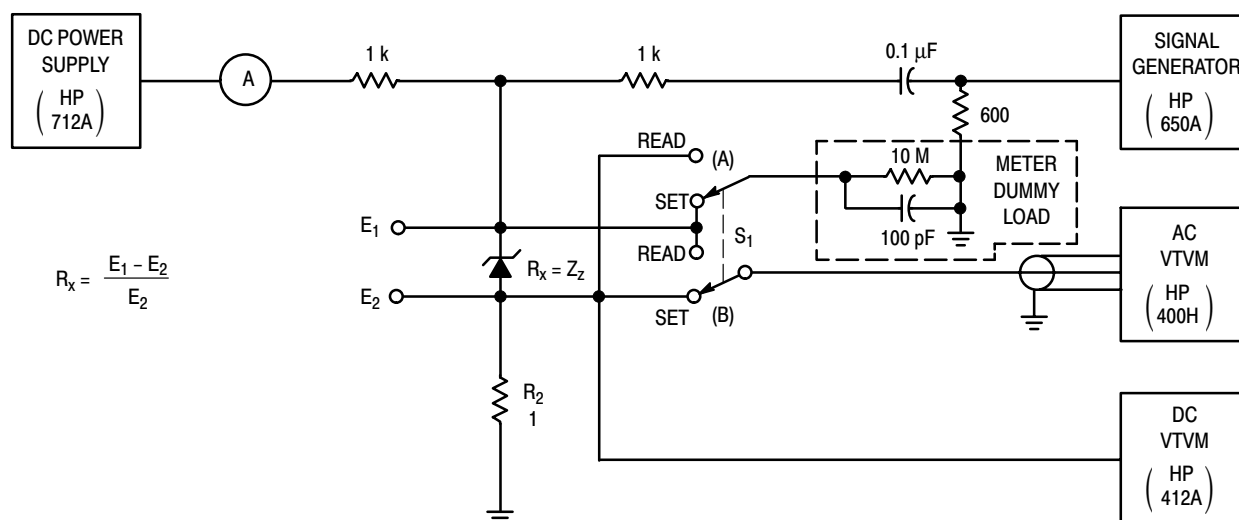 DC POWER
SUPPLY
( HP
712A )
A
1 k
1 k
0.1 μF
SIGNAL
GENERATOR
( HP
650A )
600
READ
(A)
10 M
METER
DUMMY
LOAD
SET
100 pF
E1
S1
READ
AC
VTVM
( HP
400H )
Rx = E1 – E2
E2
Rx = Zz
E2
SET
(B)
R2
1
DC
VTVM
( HP
412A )